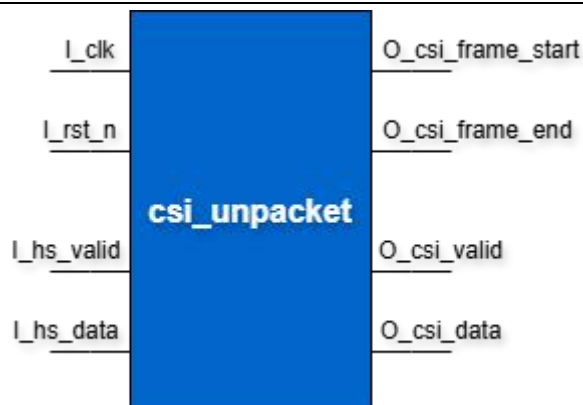 I_clk
O_csi_frame_start
I_rst_n
O_csi_frame_end
csi_unpacket
I_hs_valid
O_csi_valid
I_hs_data
O_csi_data